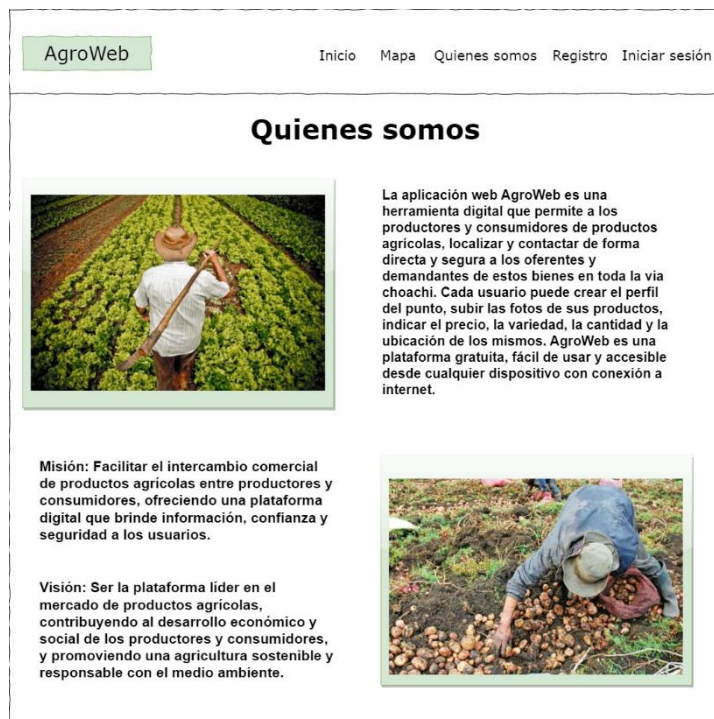 AgroWeb
Inicio Mapa Quienes somos Registro Iniciar sesión
Quienes somos
La aplicación web AgroWeb es una
herramienta digital que permite a los
productores y consumidores de productos
agrícolas, localizar y contactar de forma
directa y segura a los oferentes y
demandantes de estos bienes en toda la via
choachi. Cada usuario puede crear el perfil
del punto, subir las fotos de sus productos,
indicar el precio, la variedad, la cantidad y la
ubicación de los mismos. AgroWeb es una
plataforma gratuita, fácil de usar y accesible
desde cualquier dispositivo con conexión a
internet.
Misión: Facilitar el intercambio comercial
de productos agrícolas entre productores y
consumidores, ofreciendo una plataforma
digital que brinde información, confianza y
seguridad a los usuarios.
Visión: Ser la plataforma líder en el
mercado de productos agrícolas,
contribuyendo al desarrollo económico y
social de los productores y consumidores,
y promoviendo una agricultura sostenible y
responsable con el medio ambiente.